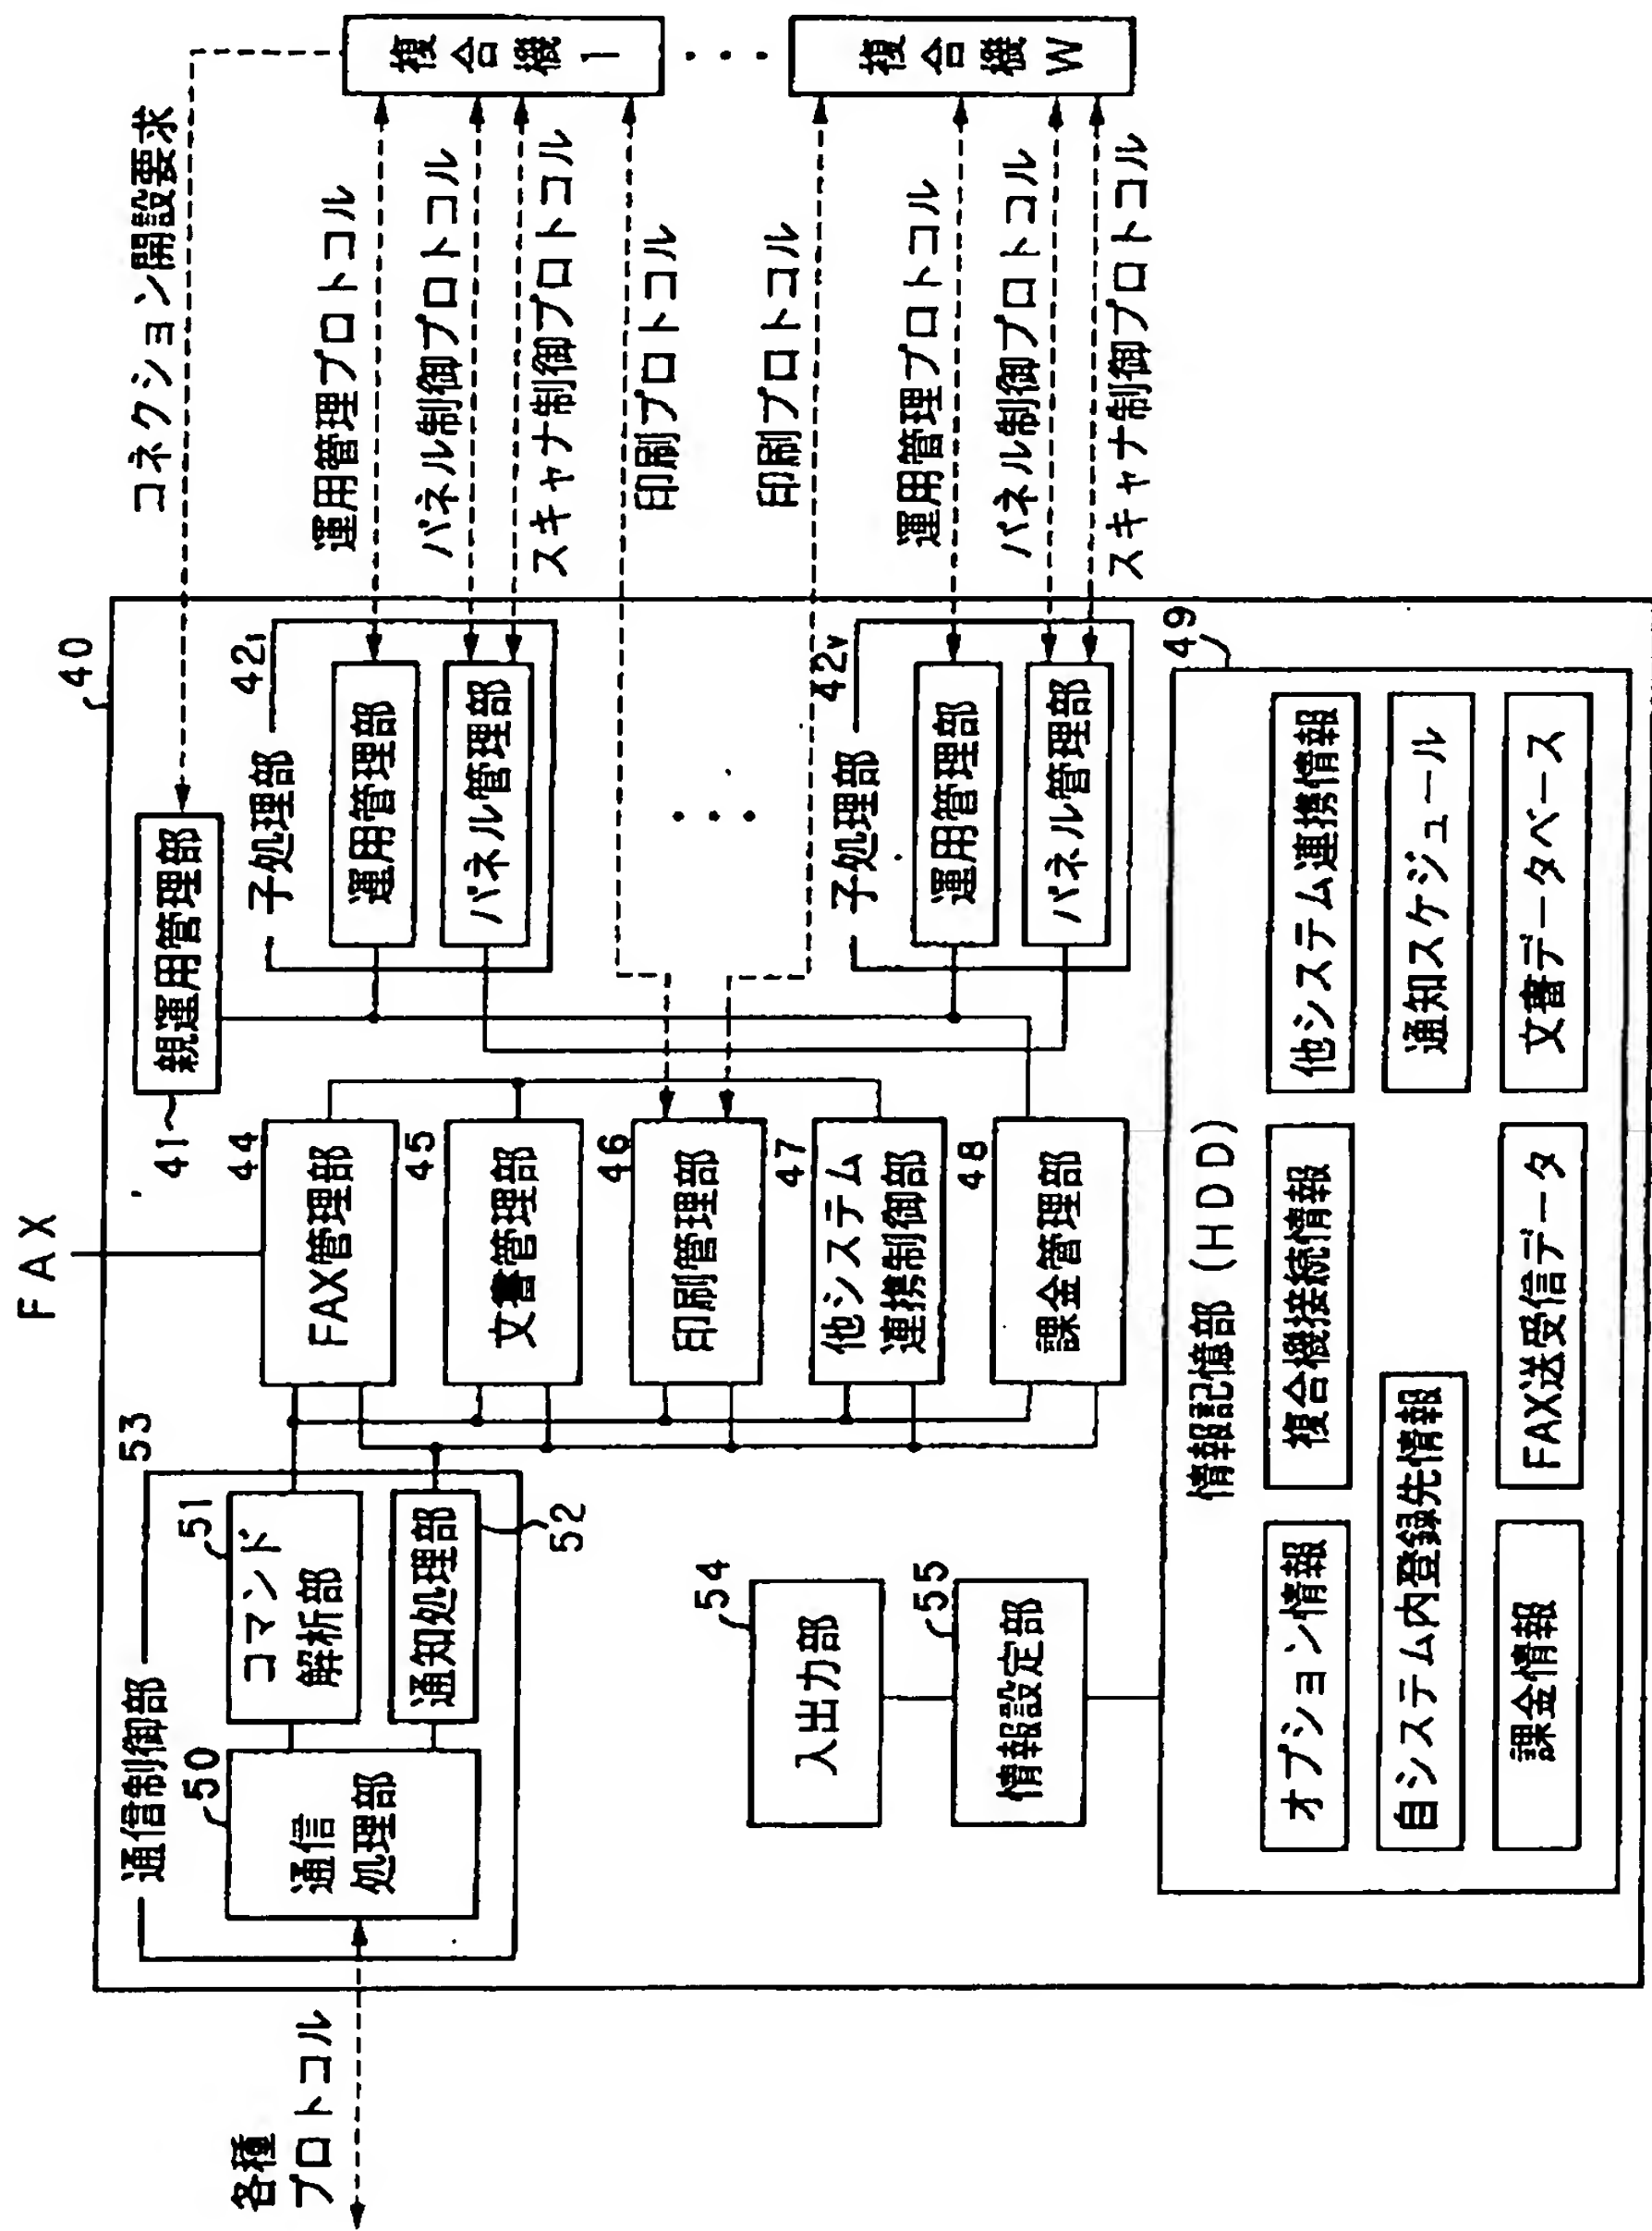 FAX
各種
プロトコル
40
通信制御部
53
50
通信
処理部
51
コマンド
解析部
通知処理部
52
44
FAX管理部
45
文書管理部
46
印刷管理部
47
他システム
連携制御部
48
課金管理部
41
親運用管理部
子処理部
42₁
運用管理部
パネル管理部
・・・
子処理部
42v
運用管理部
パネル管理部
コネクション開設要求
運用管理プロトコル
パネル制御プロトコル
スキャナ制御プロトコル
印刷プロトコル
印刷プロトコル
運用管理プロトコル
パネル制御プロトコル
スキャナ制御プロトコル
複合機1
・・・
複合機W
54
入出力部
55
情報設定部
49
情報記憶部(HDD)
オプション情報
複合機接続情報
他システム連携情報
自システム内登録先情報
通知スケジュール
課金情報
FAX送受信データ
文書データベース